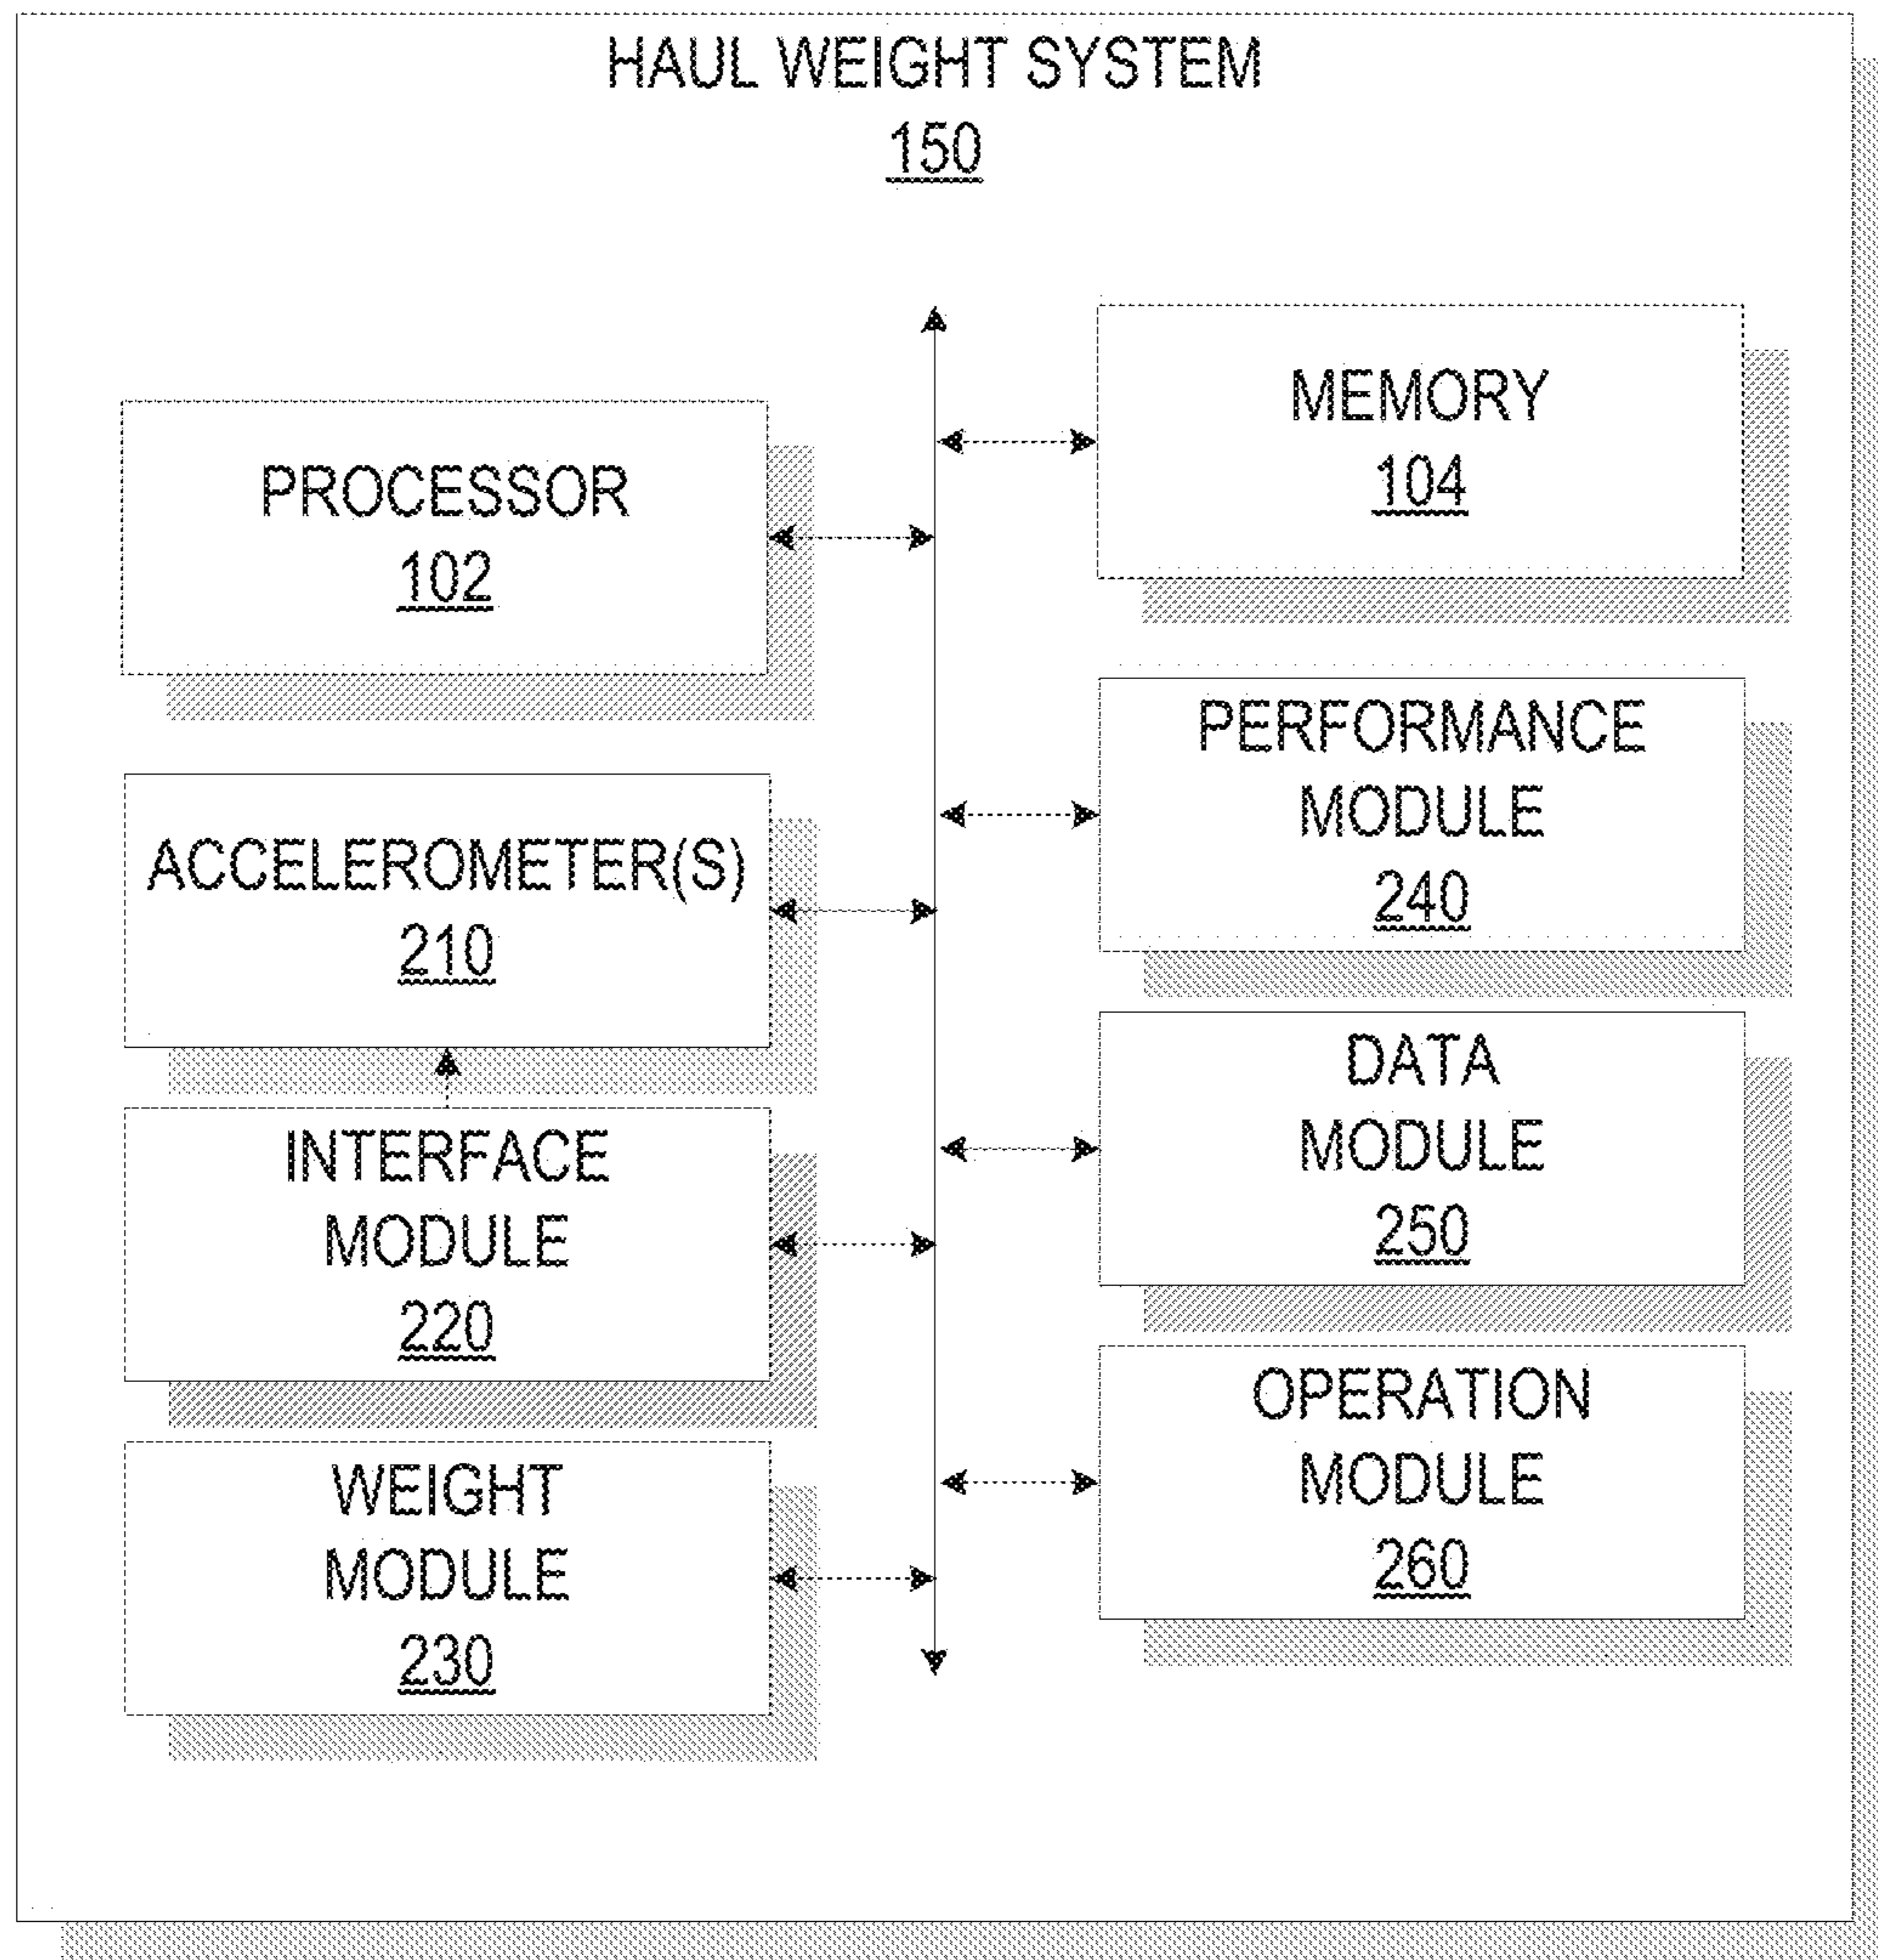 HAUL WEIGHT SYSTEM
150
PROCESSOR
102
ACCELEROMETER(S)
210
INTERFACE
MODULE
220
WEIGHT
MODULE
230
MEMORY
104
PERFORMANCE
MODULE
240
DATA
MODULE
250
OPERATION
MODULE
260